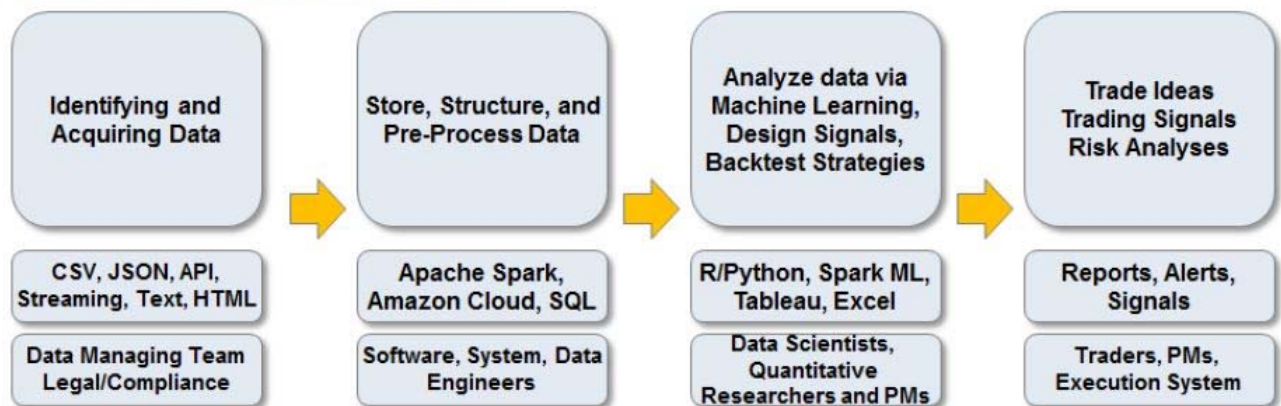 Identifying and
Acquiring Data
Store, Structure, and
Pre-Process Data
Analyze data via
Machine Learning,
Design Signals,
Backtest Strategies
Trade Ideas
Trading Signals
Risk Analyses
CSV, JSON, API,
Streaming, Text, HTML
Apache Spark,
Amazon Cloud, SQL
R/Python, Spark ML,
Tableau, Excel
Reports, Alerts,
Signals
Data Managing Team
Legal/Compliance
Software, System, Data
Engineers
Data Scientists,
Quantitative
Researchers and PMs
Traders, PMs,
Execution System